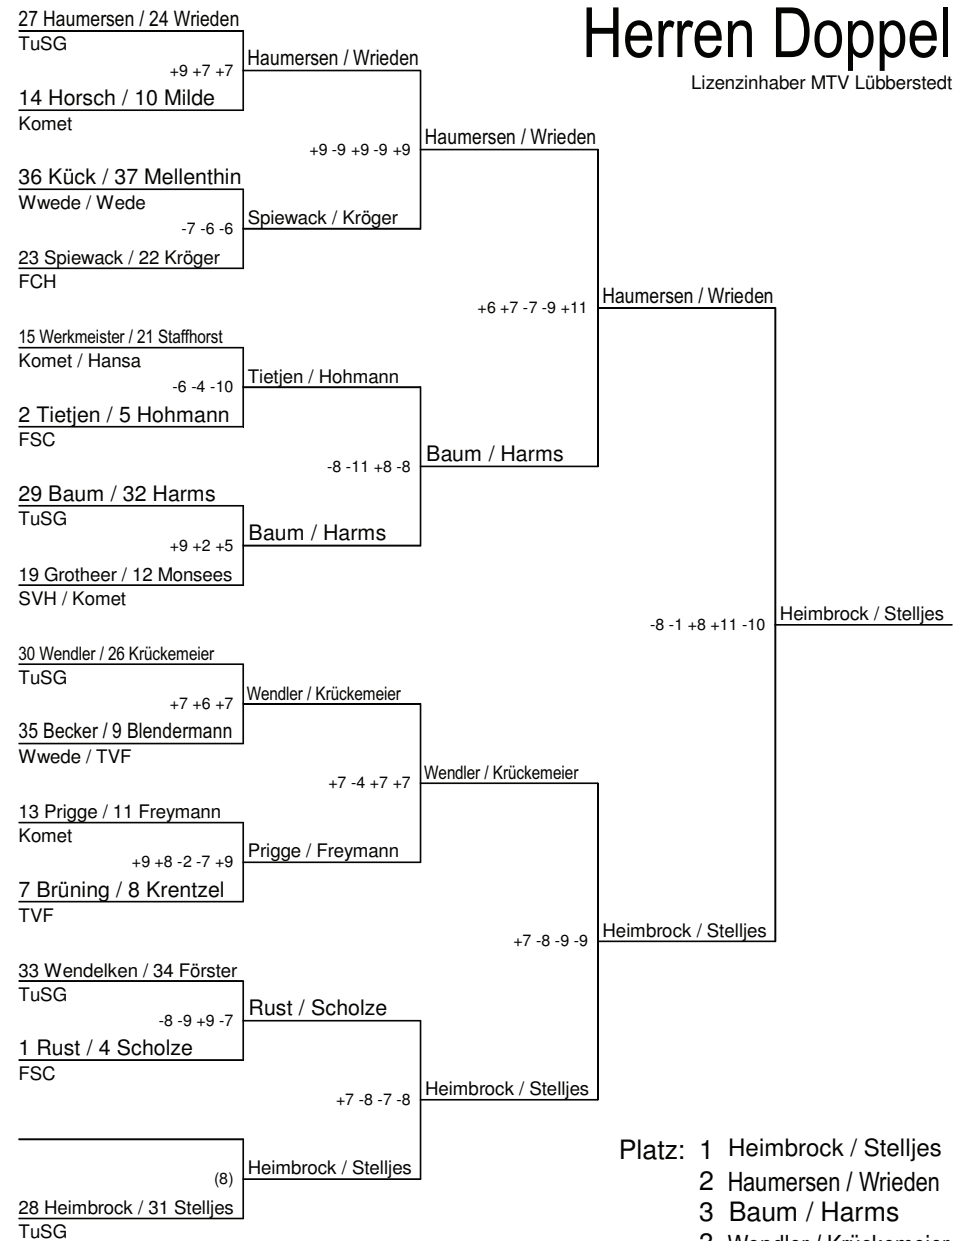 Herren Doppel
Lizenzinhaber MTV Lübberstedt
27 Haumersen / 24 Wrieden
TuSG
Haumersen / Wrieden
+9 +7 +7
14 Horsch / 10 Milde
Komet
Haumersen / Wrieden
+9 -9 +9 -9 +9
36 Kück / 37 Mellenthin
Wwede / Wede
Spiewack / Kröger
-7 -6 -6
23 Spiewack / 22 Kröger
FCH
Haumersen / Wrieden
+6 +7 -7 -9 +11
15 Werkmeister / 21 Staffhorst
Komet / Hansa
Tietjen / Hohmann
-6 -4 -10
2 Tietjen / 5 Hohmann
FSC
Baum / Harms
-8 -11 +8 -8
29 Baum / 32 Harms
TuSG
Baum / Harms
+9 +2 +5
19 Grotheer / 12 Monsees
SVH / Komet
Heimbrock / Stelljes
-8 -1 +8 +11 -10
30 Wendler / 26 Krückemeier
TuSG
Wendler / Krückemeier
+7 +6 +7
35 Becker / 9 Blendermann
Wwede / TVF
Wendler / Krückemeier
+7 -4 +7 +7
13 Prigge / 11 Freymann
Komet
Prigge / Freymann
+9 +8 -2 -7 +9
7 Brüning / 8 Krentzel
TVF
Heimbrock / Stelljes
+7 -8 -9 -9
33 Wendelken / 34 Förster
TuSG
Rust / Scholze
-8 -9 +9 -7
1 Rust / 4 Scholze
FSC
Heimbrock / Stelljes
+7 -8 -7 -8
Heimbrock / Stelljes
(8)
28 Heimbrock / 31 Stelljes
TuSG
Platz: 1 Heimbrock / Stelljes
2 Haumersen / Wrieden
3 Baum / Harms
3 Wendler / Krückemeier